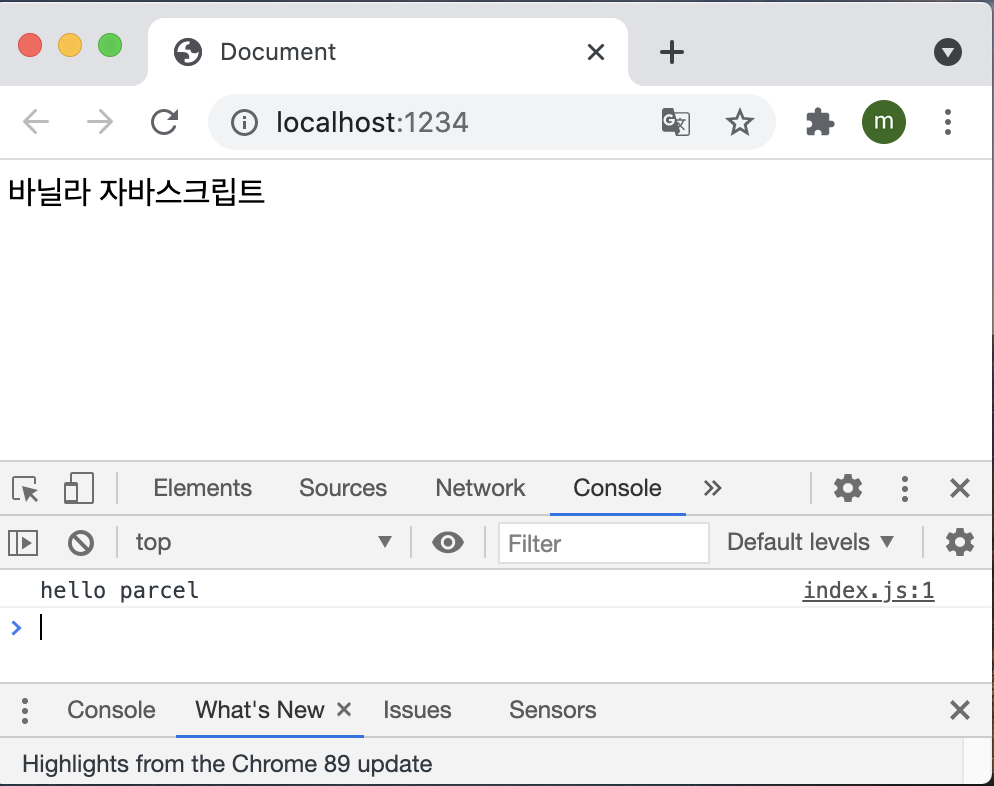 Document
localhost:1234
m
바닐라 자바스크립트
Elements Sources Network Console
top Filter Default levels
hello parcel index.js:1
Console What's New Issues Sensors
Highlights from the Chrome 89 update